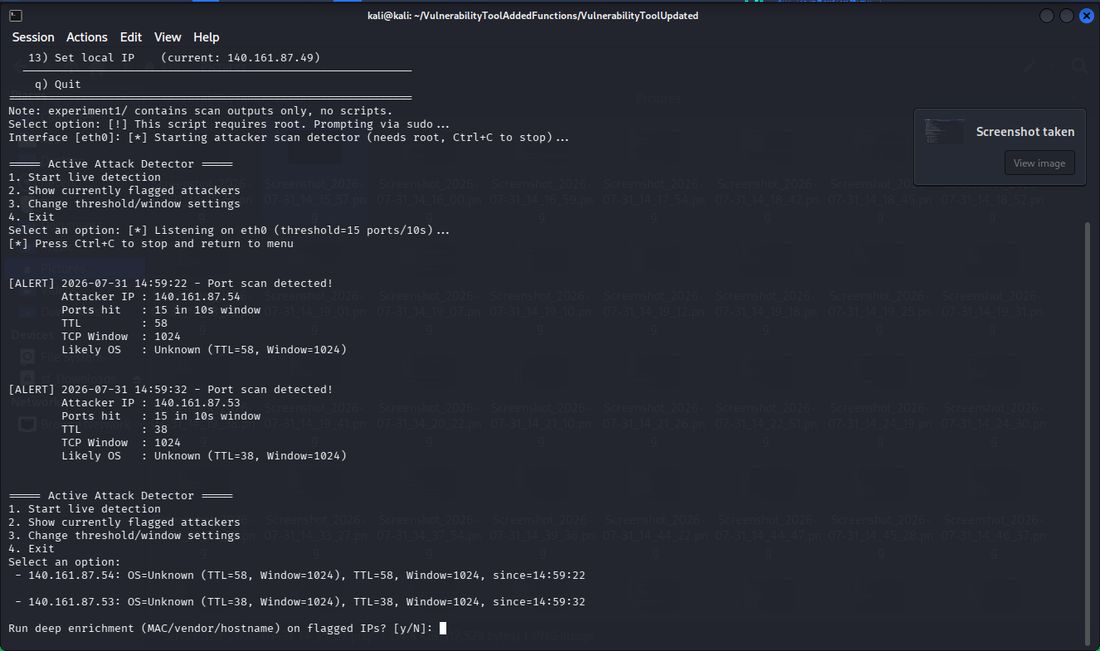 kali@kali: ~/VulnerabilityToolAddedFunctions/VulnerabilityToolUpdated
Session Actions Edit View Help
13) Set local IP (current: 140.161.87.49)
q) Quit
Note: experiment1/ contains scan outputs only, no scripts.
Select option: [!] This script requires root. Prompting via sudo...
Interface [eth0]: [*] Starting attacker scan detector (needs root, Ctrl+C to stop)...
Screenshot taken
View image
===== Active Attack Detector =====
1. Start live detection
2. Show currently flagged attackers
3. Change threshold/window settings
4. Exit
Select an option: [*] Listening on eth0 (threshold=15 ports/10s)...
[*] Press Ctrl+C to stop and return to menu
[ALERT] 2026-07-31 14:59:22 - Port scan detected!
Attacker IP : 140.161.87.54
Ports hit : 15 in 10s window
TTL : 58
TCP Window : 1024
Likely OS : Unknown (TTL=58, Window=1024)
[ALERT] 2026-07-31 14:59:32 - Port scan detected!
Attacker IP : 140.161.87.53
Ports hit : 15 in 10s window
TTL : 38
TCP Window : 1024
Likely OS : Unknown (TTL=38, Window=1024)
===== Active Attack Detector =====
1. Start live detection
2. Show currently flagged attackers
3. Change threshold/window settings
4. Exit
Select an option:
- 140.161.87.54: OS=Unknown (TTL=58, Window=1024), TTL=58, Window=1024, since=14:59:22
- 140.161.87.53: OS=Unknown (TTL=38, Window=1024), TTL=38, Window=1024, since=14:59:32
Run deep enrichment (MAC/vendor/hostname) on flagged IPs? [y/N]: